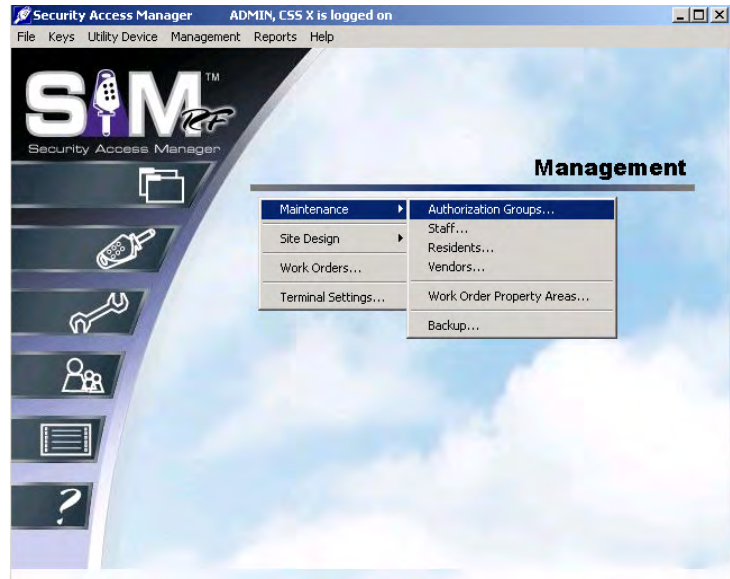 Security Access Manager ADMIN, CSS X is logged on
File Keys Utility Device Management Reports Help
SAM TM
RF
Security Access Manager
Management
Maintenance
Site Design
Work Orders...
Terminal Settings...
Authorization Groups...
Staff...
Residents...
Vendors...
Work Order Property Areas...
Backup...
?